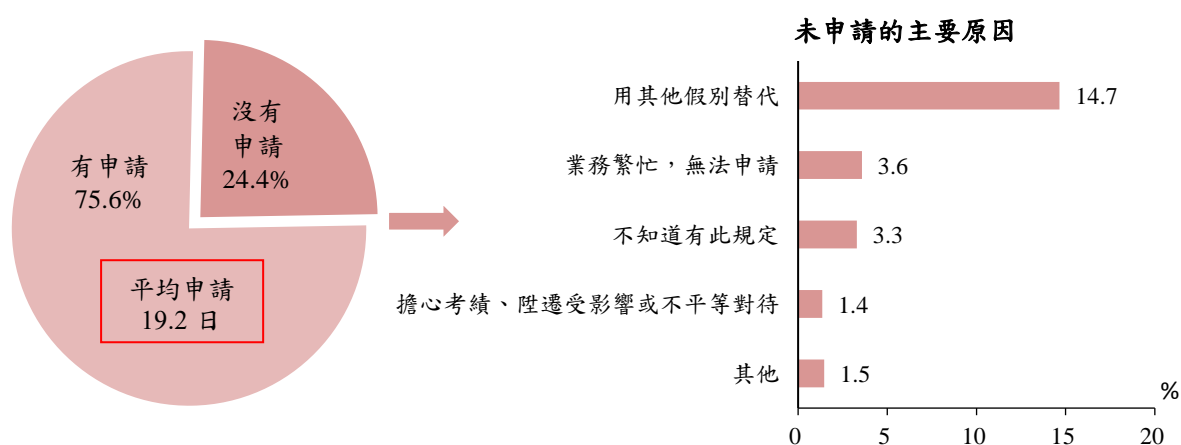 未申請的主要原因
沒有
申請
24.4%
有申請
75.6%
平均申請
19.2 日
用其他假別替代
14.7
業務繁忙，無法申請
3.6
不知道有此規定
3.3
擔心考績、陞遷受影響或不平等對待
1.4
其他
1.5
%
0 5 10 15 20